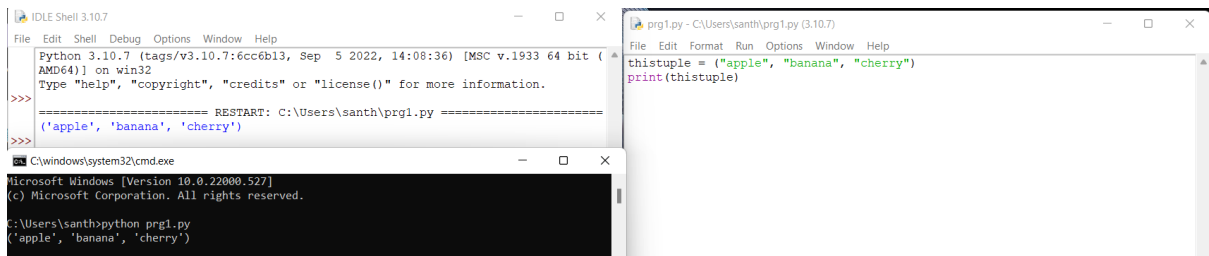 IDLE Shell 3.10.7
File Edit Shell Debug Options Window Help
Python 3.10.7 (tags/v3.10.7:6cc6b13, Sep  5 2022, 14:08:36) [MSC v.1933 64 bit (
AMD64)] on win32
Type "help", "copyright", "credits" or "license()" for more information.
>>>
======================== RESTART: C:\Users\santh\prg1.py =======================
('apple', 'banana', 'cherry')
>>>
C:\windows\system32\cmd.exe
Microsoft Windows [Version 10.0.22000.527]
(c) Microsoft Corporation. All rights reserved.
C:\Users\santh>python prg1.py
('apple', 'banana', 'cherry')
prg1.py - C:\Users\santh\prg1.py (3.10.7)
File Edit Format Run Options Window Help
thistuple = ("apple", "banana", "cherry")
print(thistuple)